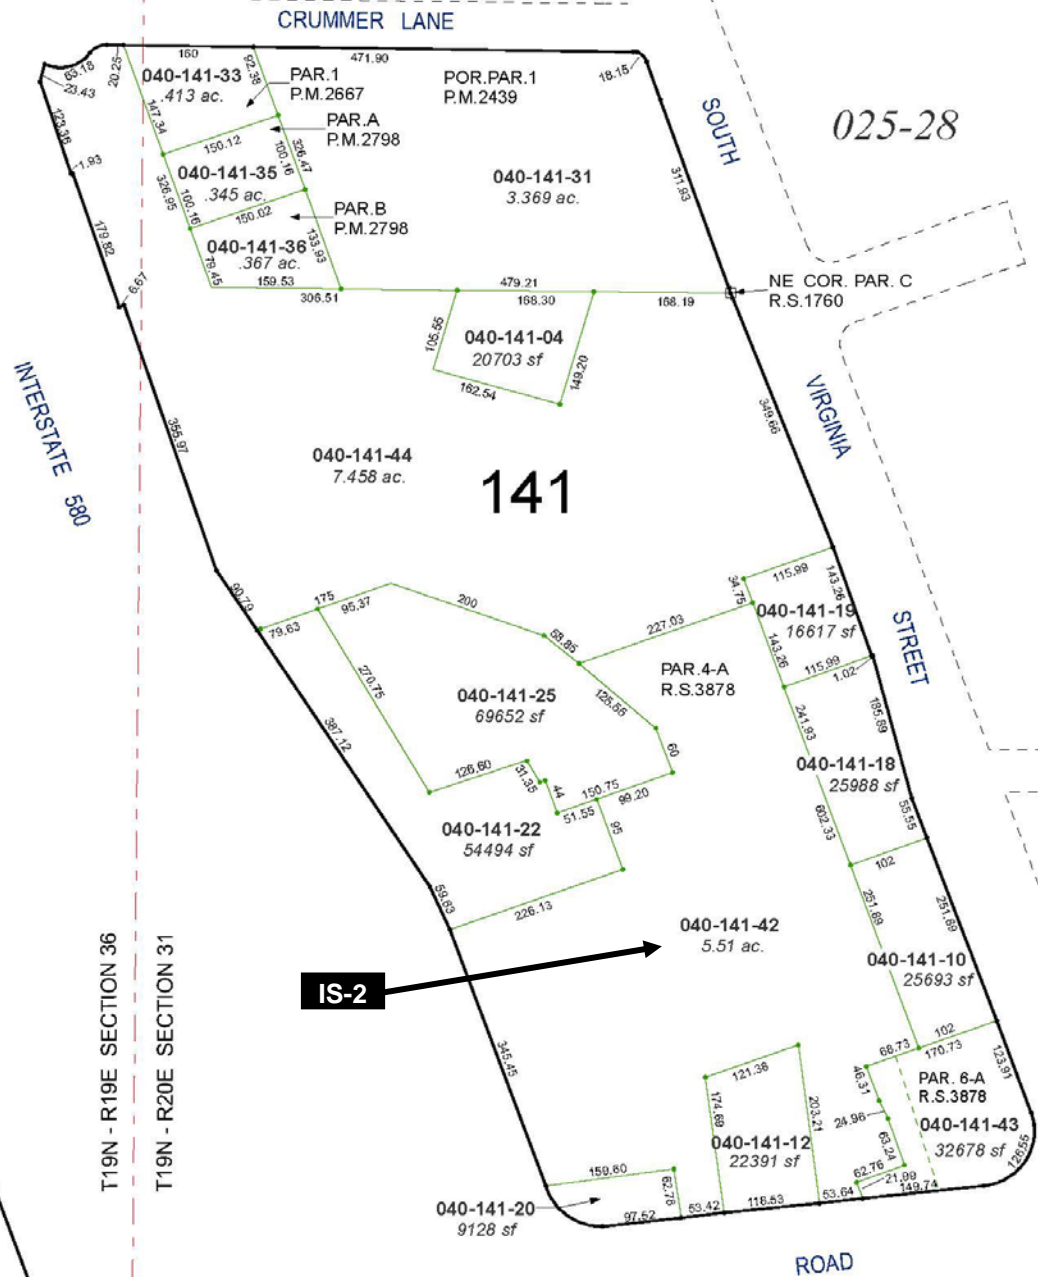 CRUMMER LANE
160
471.90
18.15
83.18
23.43
20.25
92.38
040-141-33
.413 ac.
PAR.1
P.M.2667
POR.PAR.1
P.M.2439
SOUTH
025-28
123.36
1.93
147.34
150.12
PAR.A
P.M.2798
326.47
100.16
040-141-35
.345 ac.
326.95
100.16
150.02
040-141-31
3.369 ac.
311.93
PAR.B
P.M.2798
133.93
040-141-36
.367 ac.
79.45
179.82
6.67
159.53
306.51
479.21
168.30
168.19
NE COR. PAR. C
R.S.1760
105.55
040-141-04
20703 sf
149.20
162.54
INTERSTATE 580
355.97
VIRGINIA
349.66
040-141-44
7.458 ac.
141
90.79
79.63
175
95.37
200
58.85
227.03
34.75
115.99
143.26
040-141-19
16617 sf
143.26
115.99
1.02
STREET
PAR.4-A
R.S.3878
270.75
040-141-25
69652 sf
125.56
60
387.12
126.60
31.35
44
150.75
51.55
99.20
95
241.93
185.89
040-141-18
25988 sf
55.55
602.33
102
040-141-22
54494 sf
59.83
226.13
251.89
251.89
040-141-42
5.51 ac.
040-141-10
25693 sf
IS-2
T19N - R19E SECTION 36
T19N - R20E SECTION 31
345.45
102
68.73
170.73
123.91
46.31
PAR. 6-A
R.S.3878
121.36
174.69
203.21
24.96
040-141-43
32678 sf
63.24
126.55
040-141-12
22391 sf
159.60
62.78
62.76
21.99
149.74
040-141-20
9128 sf
97.52
53.42
118.53
53.64
ROAD